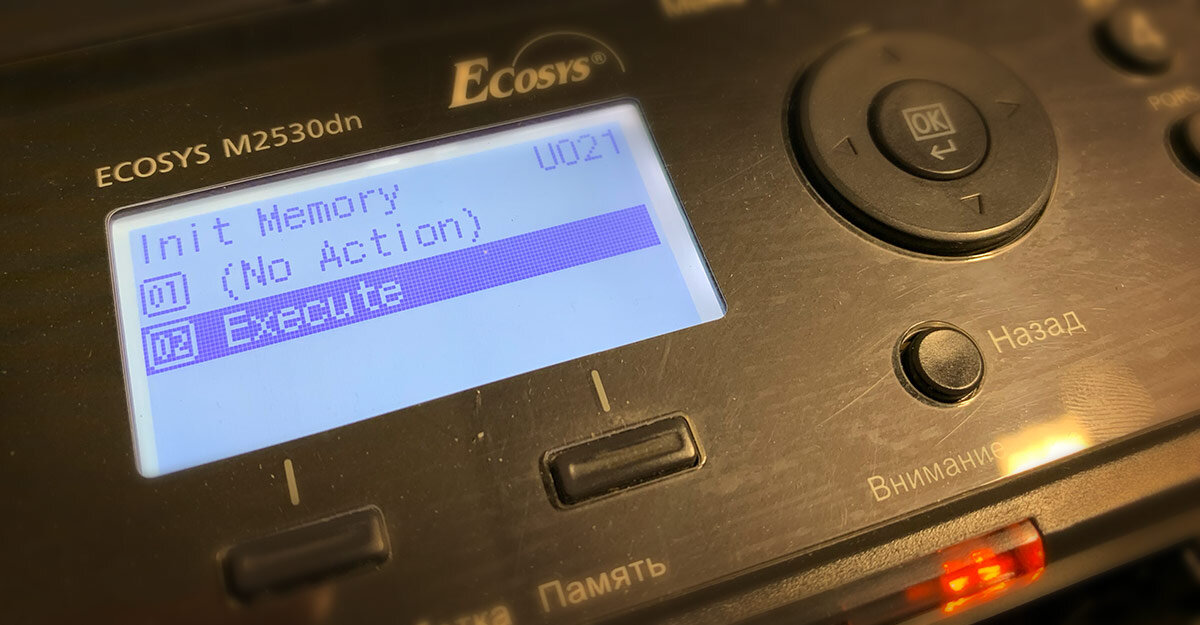 ECOSYS®
ECOSYS M2530dn
U021
Init Memory
01 (No Action)
02 Execute
OK
Назад
Внимание
Память